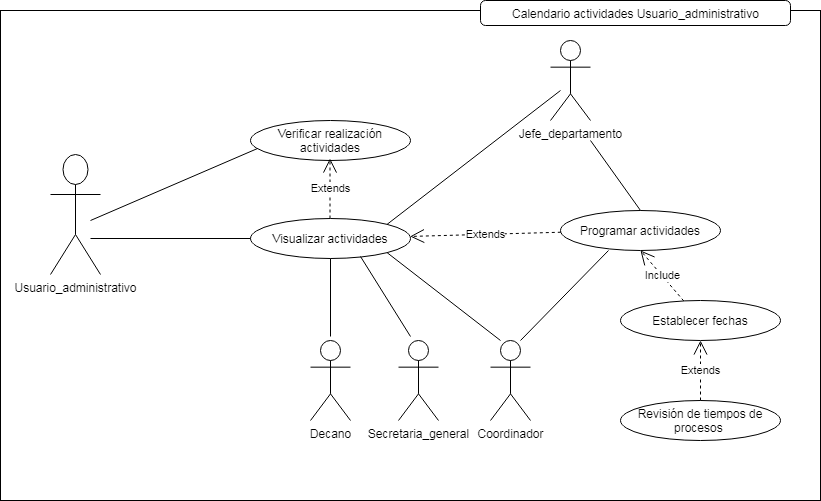 Calendario actividades Usuario_administrativo
Jefe_departamento
Verificar realización
actividades
Extends
Usuario_administrativo
Visualizar actividades
Extends
Programar actividades
Include
Establecer fechas
Extends
Revisión de tiempos de
procesos
Decano
Secretaria_general
Coordinador